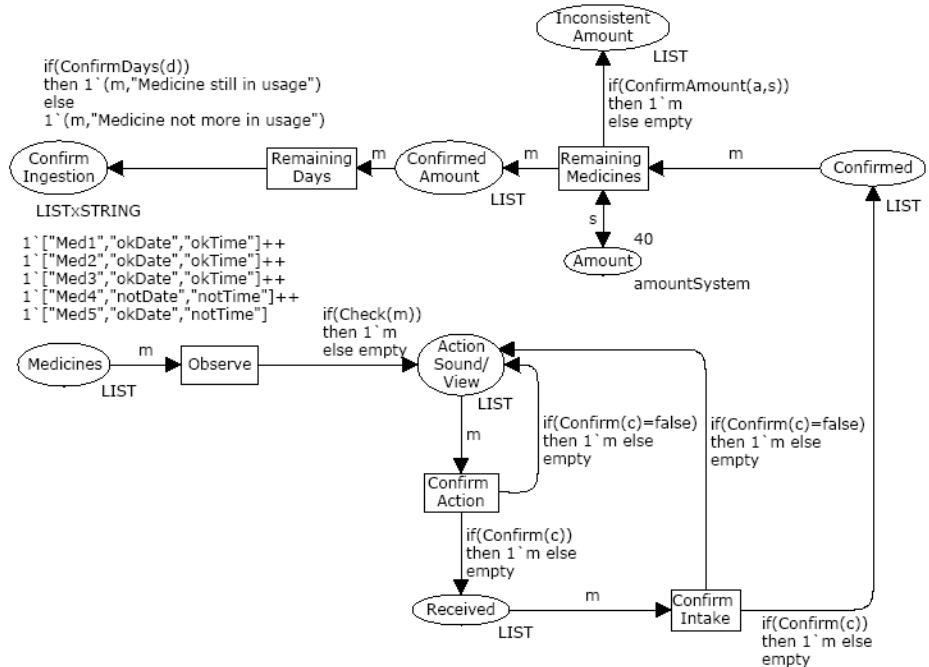 Inconsistent
Amount
LIST
if(ConfirmDays(d))
then 1`(m,"Medicine still in usage")
else
1`(m,"Medicine not more in usage")
if(ConfirmAmount(a,s))
then 1`m
else empty
Confirm
Ingestion
LISTxSTRING
Remaining
Days
m
Confirmed
Amount
LIST
m
Remaining
Medicines
m
Confirmed
LIST
s
40
Amount
amountSystem
1`["Med1","okDate","okTime"]++
1`["Med2","okDate","okTime"]++
1`["Med3","okDate","okTime"]++
1`["Med4","notDate","notTime"]++
1`["Med5","okDate","notTime"]
Medicines
LIST
m
Observe
if(Check(m))
then 1`m
else empty
Action
Sound/
View
LIST
m
if(Confirm(c)=false)
then 1`m else
empty
if(Confirm(c)=false)
then 1`m else
empty
Confirm
Action
if(Confirm(c))
then 1`m else
empty
Received
LIST
m
Confirm
Intake
if(Confirm(c))
then 1`m else
empty